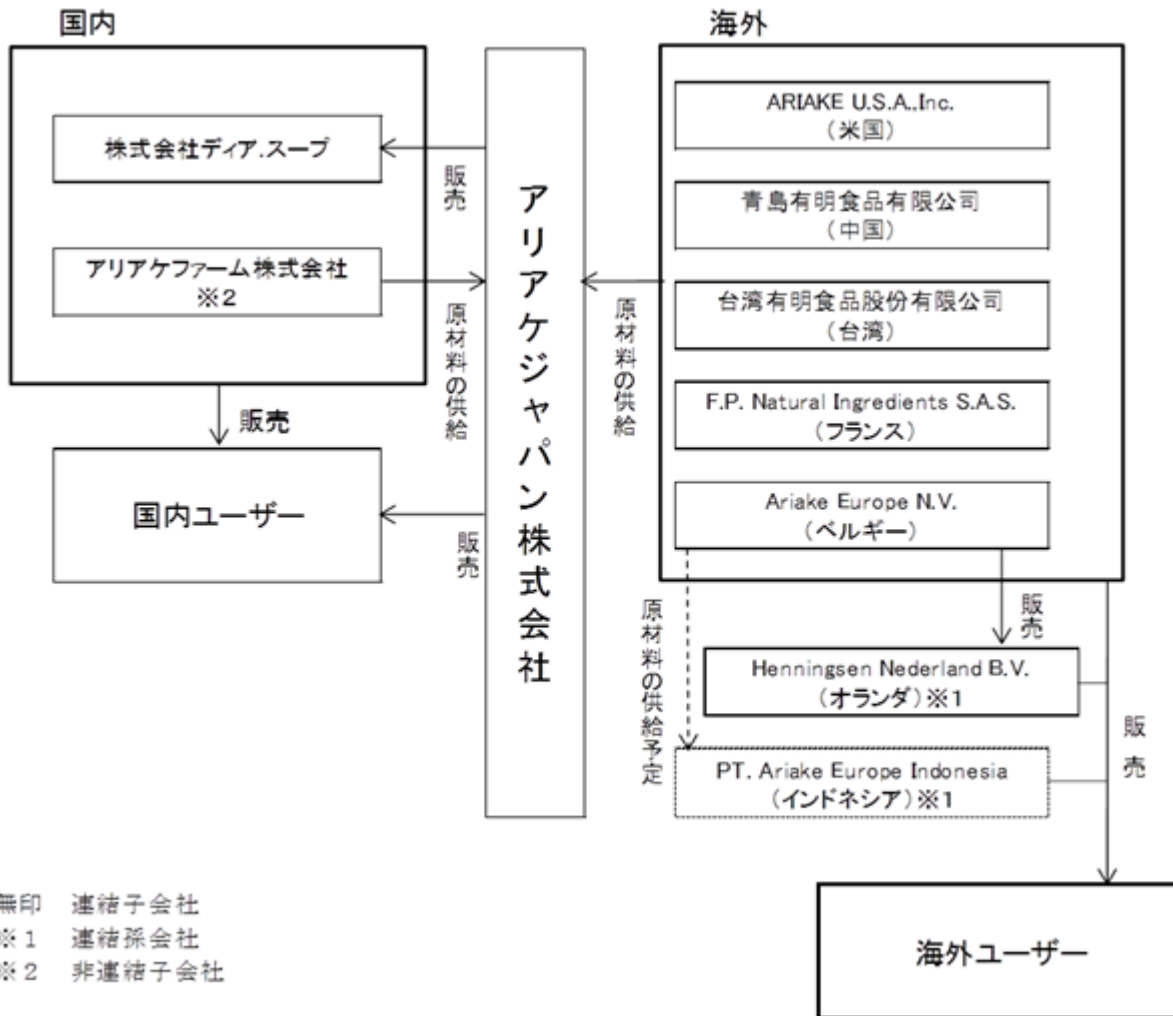 国内
株式会社ディア.スープ
アリアケファーム株式会社
※2
販売
国内ユーザー
販売
原材料の供給
販売
アリアケジャパン株式会社
原材料の供給
海外
ARIAKE U.S.A.,Inc.
(米国)
青島有明食品有限公司
(中国)
台湾有明食品股份有限公司
(台湾)
F.P. Natural Ingredients S.A.S.
(フランス)
Ariake Europe N.V.
(ベルギー)
原材料の供給予定
販売
Henningsen Nederland B.V.
(オランダ)※1
PT. Ariake Europe Indonesia
(インドネシア)※1
販売
海外ユーザー
無印 連結子会社
※1 連結孫会社
※2 非連結子会社